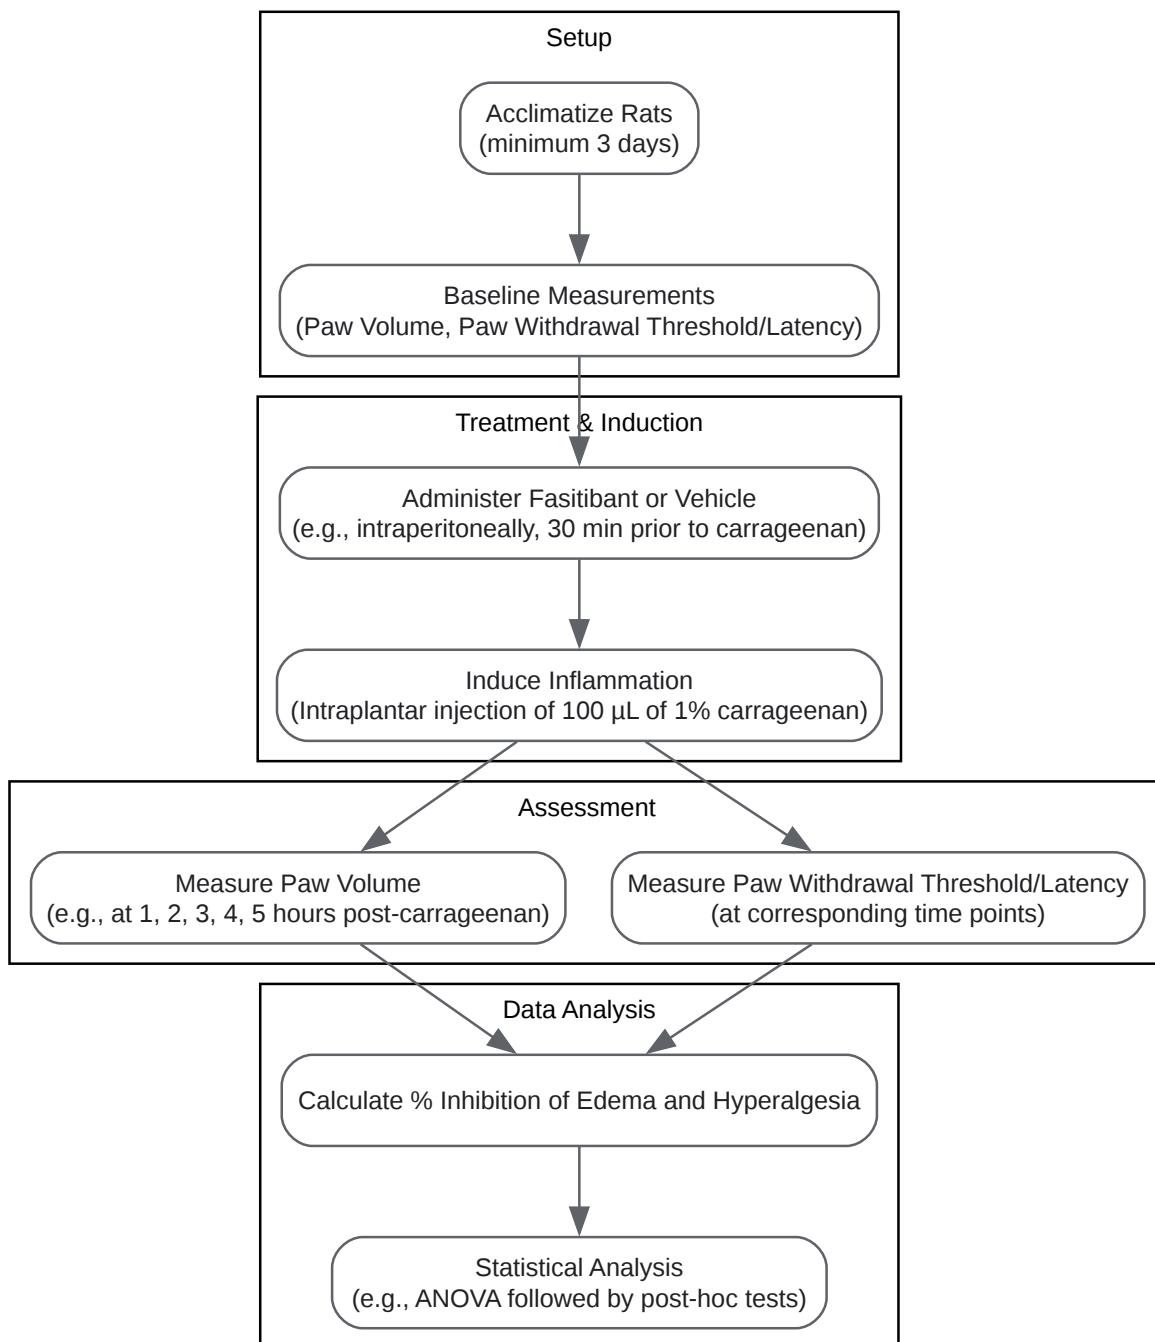 Setup
Acclimatize Rats
(minimum 3 days)
Baseline Measurements
(Paw Volume, Paw Withdrawal Threshold/Latency)
Treatment & Induction
Administer Fasitibant or Vehicle
(e.g., intraperitoneally, 30 min prior to carrageenan)
Induce Inflammation
(Intraplantar injection of 100 µL of 1% carrageenan)
Assessment
Measure Paw Volume
(e.g., at 1, 2, 3, 4, 5 hours post-carrageenan)
Measure Paw Withdrawal Threshold/Latency
(at corresponding time points)
Data Analysis
Calculate % Inhibition of Edema and Hyperalgesia
Statistical Analysis
(e.g., ANOVA followed by post-hoc tests)